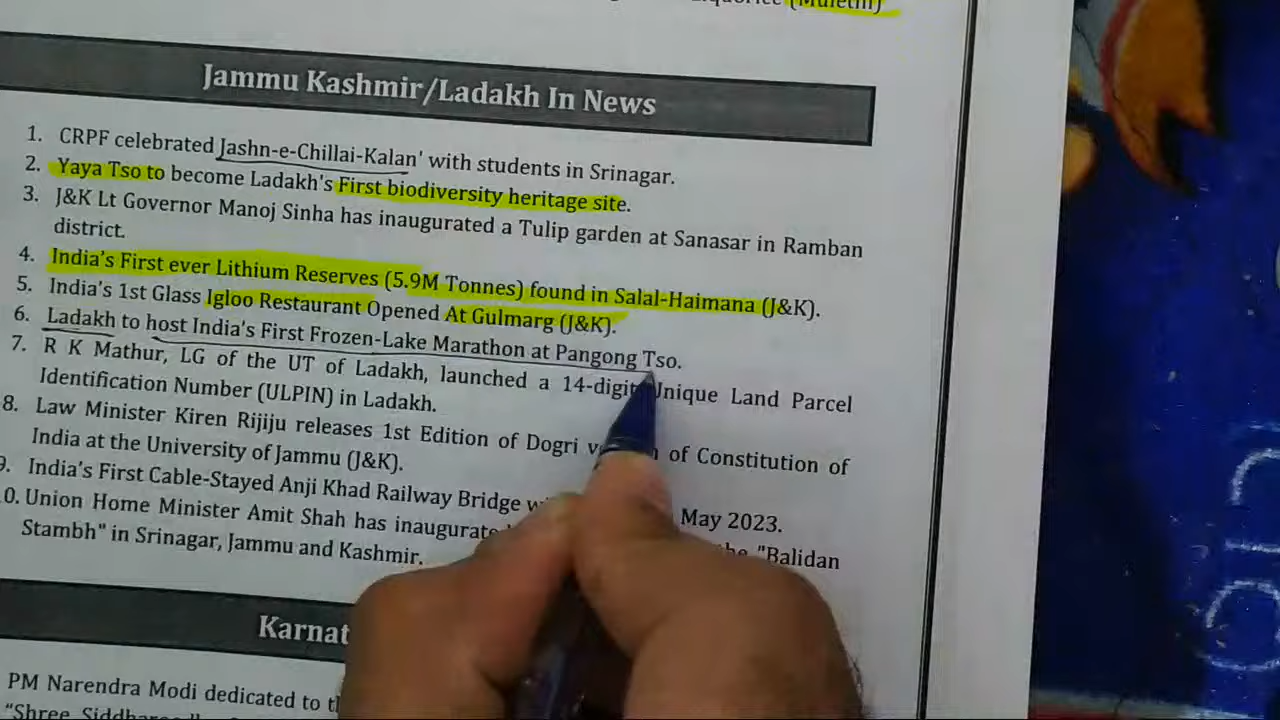 (Mulethi)
Jammu Kashmir/Ladakh In News
1. CRPF celebrated Jashn-e-Chillai-Kalan' with students in Srinagar.
2. Yaya Tso to become Ladakh's First biodiversity heritage site.
3. J&K Lt Governor Manoj Sinha has inaugurated a Tulip garden at Sanasar in Ramban
district.
4. India's First ever Lithium Reserves (5.9M Tonnes) found in Salal-Haimana (J&K).
5. India's 1st Glass Igloo Restaurant Opened At Gulmarg (J&K).
6. Ladakh to host India's First Frozen-Lake Marathon at Pangong Tso.
7. R K Mathur, LG of the UT of Ladakh, launched a 14-digit Unique Land Parcel
Identification Number (ULPIN) in Ladakh.
8. Law Minister Kiren Rijiju releases 1st Edition of Dogri of Constitution of
India at the University of Jammu (J&K).
9. India's First Cable-Stayed Anji Khad Railway Bridge May 2023.
0. Union Home Minister Amit Shah has the "Balidan
Stambh" in Srinagar, Jammu and Kashmir.
PM Narendra Modi dedicated to
"Shree